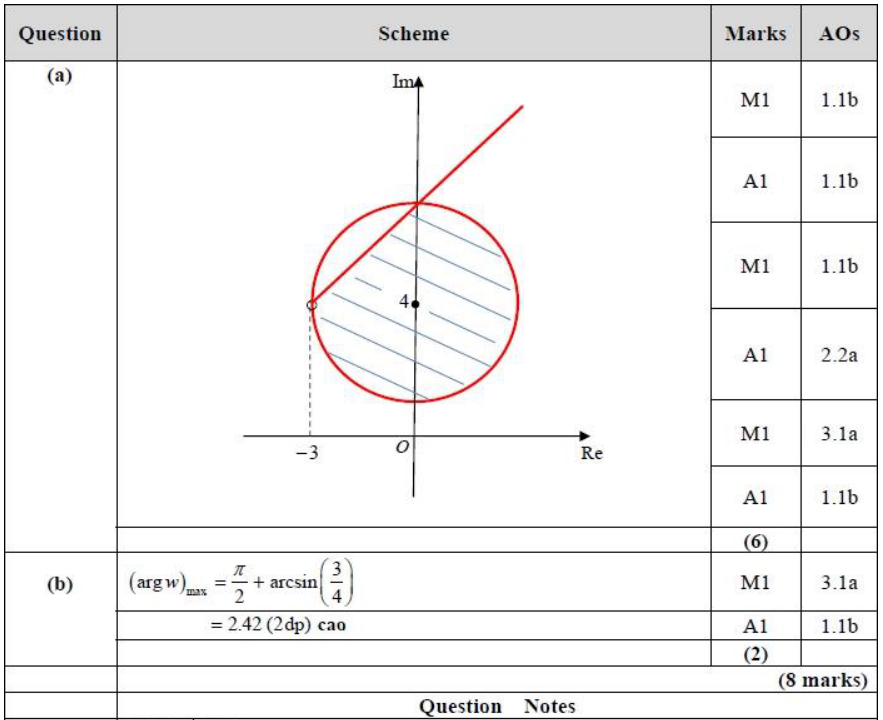 Question Scheme Marks AOs
(a)
Im
M1 1.1b
A1 1.1b
M1 1.1b
4
A1 2.2a
M1 3.1a
−3 O Re
A1 1.1b
(6)
(b) (arg w)max = π/2 + arcsin(3/4) M1 3.1a
= 2.42 (2dp) cao A1 1.1b
(2)
(8 marks)
Question Notes